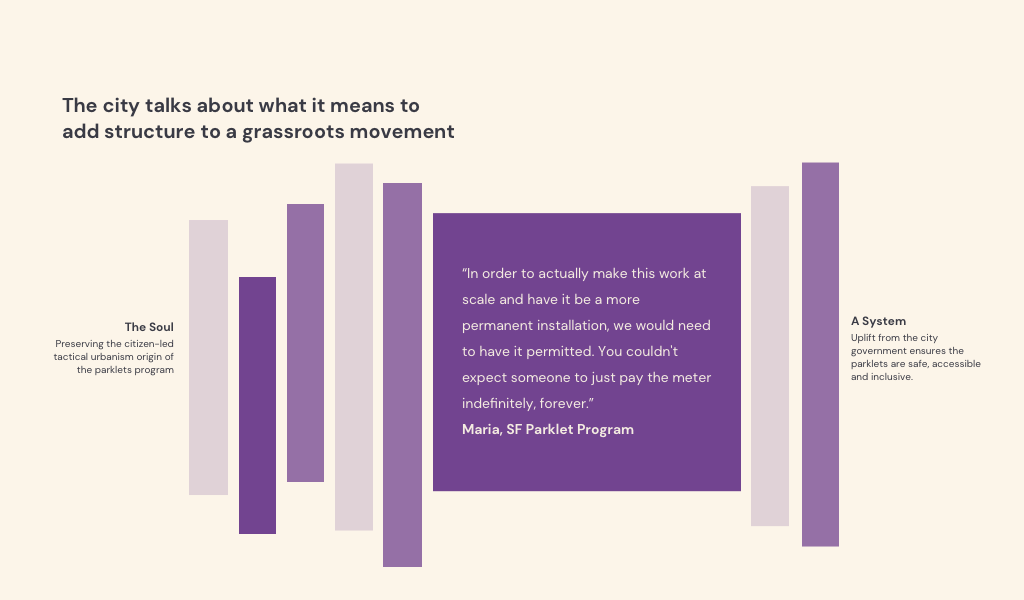 The city talks about what it means to
add structure to a grassroots movement
The Soul
Preserving the citizen-led
tactical urbanism origin of
the parklets program
“In order to actually make this work at
scale and have it be a more
permanent installation, we would need
to have it permitted. You couldn't
expect someone to just pay the meter
indefinitely, forever.”
Maria, SF Parklet Program
A System
Uplift from the city
government ensures the
parklets are safe, accessible
and inclusive.